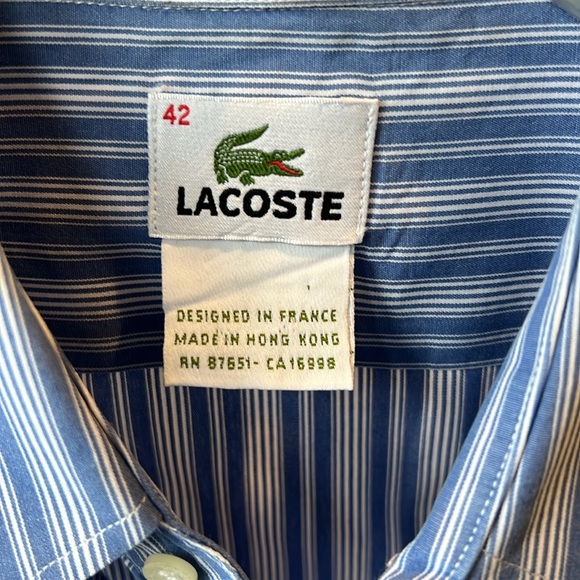 42
LACOSTE
DESIGNED IN FRANCE
MADE IN HONG KONG
RN 87651- CA16998